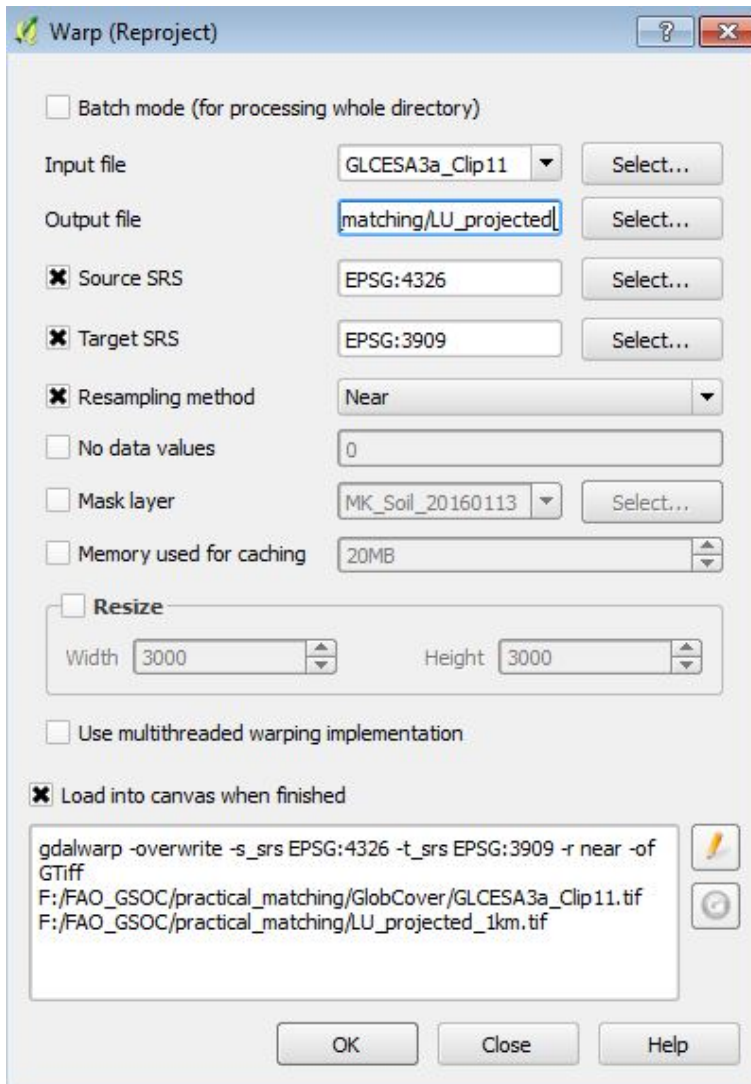 Warp (Reproject)
Batch mode (for processing whole directory)
Input file GLCESA3a_Clip11 Select...
Output file matching/LU_projected_ Select...
Source SRS EPSG:4326 Select...
Target SRS EPSG:3909 Select...
Resampling method Near
No data values 0
Mask layer MK_Soil_20160113 Select...
Memory used for caching 20MB
Resize
Width 3000 Height 3000
Use multithreaded warping implementation
Load into canvas when finished
gdalwarp -overwrite -s_srs EPSG:4326 -t_srs EPSG:3909 -r near -of
GTiff
F:/FAO_GSOC/practical_matching/GlobCover/GLCESA3a_Clip11.tif
F:/FAO_GSOC/practical_matching/LU_projected_1km.tif
OK Close Help